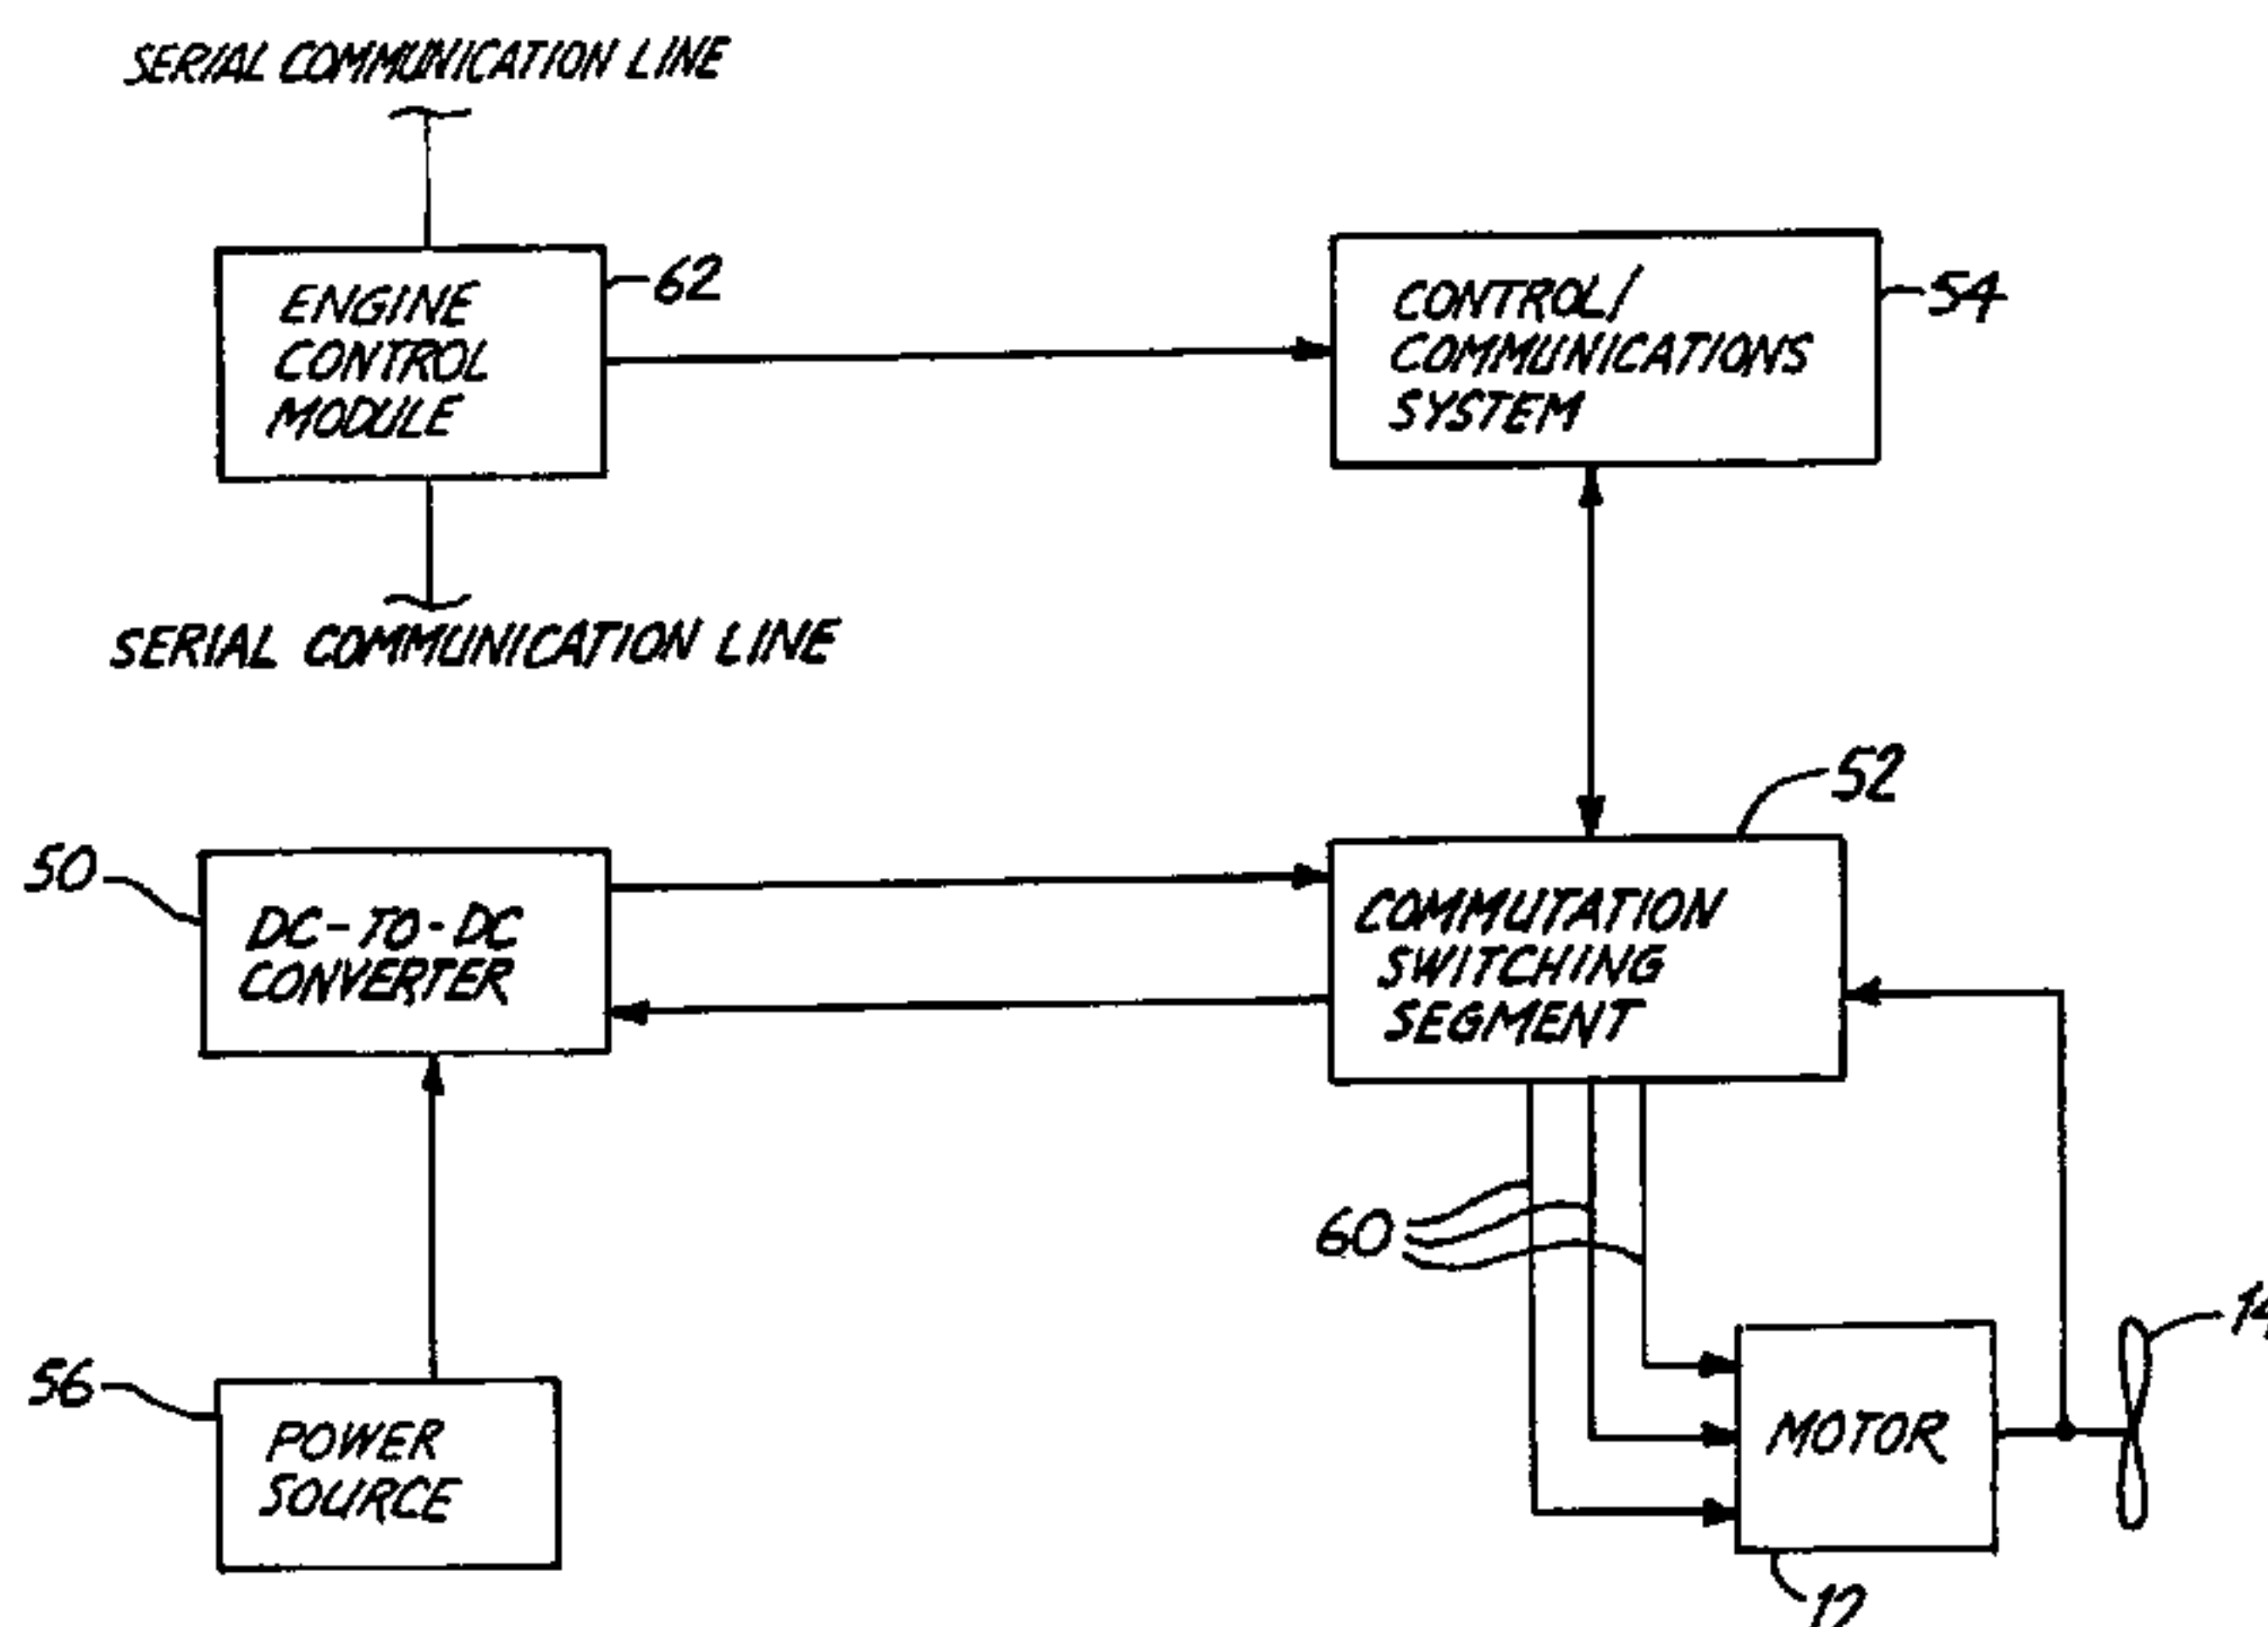 SERIAL COMMUNICATION LINE
ENGINE
CONTROL
MODULE
62
CONTROL/
COMMUNICATIONS
SYSTEM
54
SERIAL COMMUNICATION LINE
52
50
DC-TO-DC
CONVERTER
COMMUTATION
SWITCHING
SEGMENT
60
14
56
POWER
SOURCE
MOTOR
12